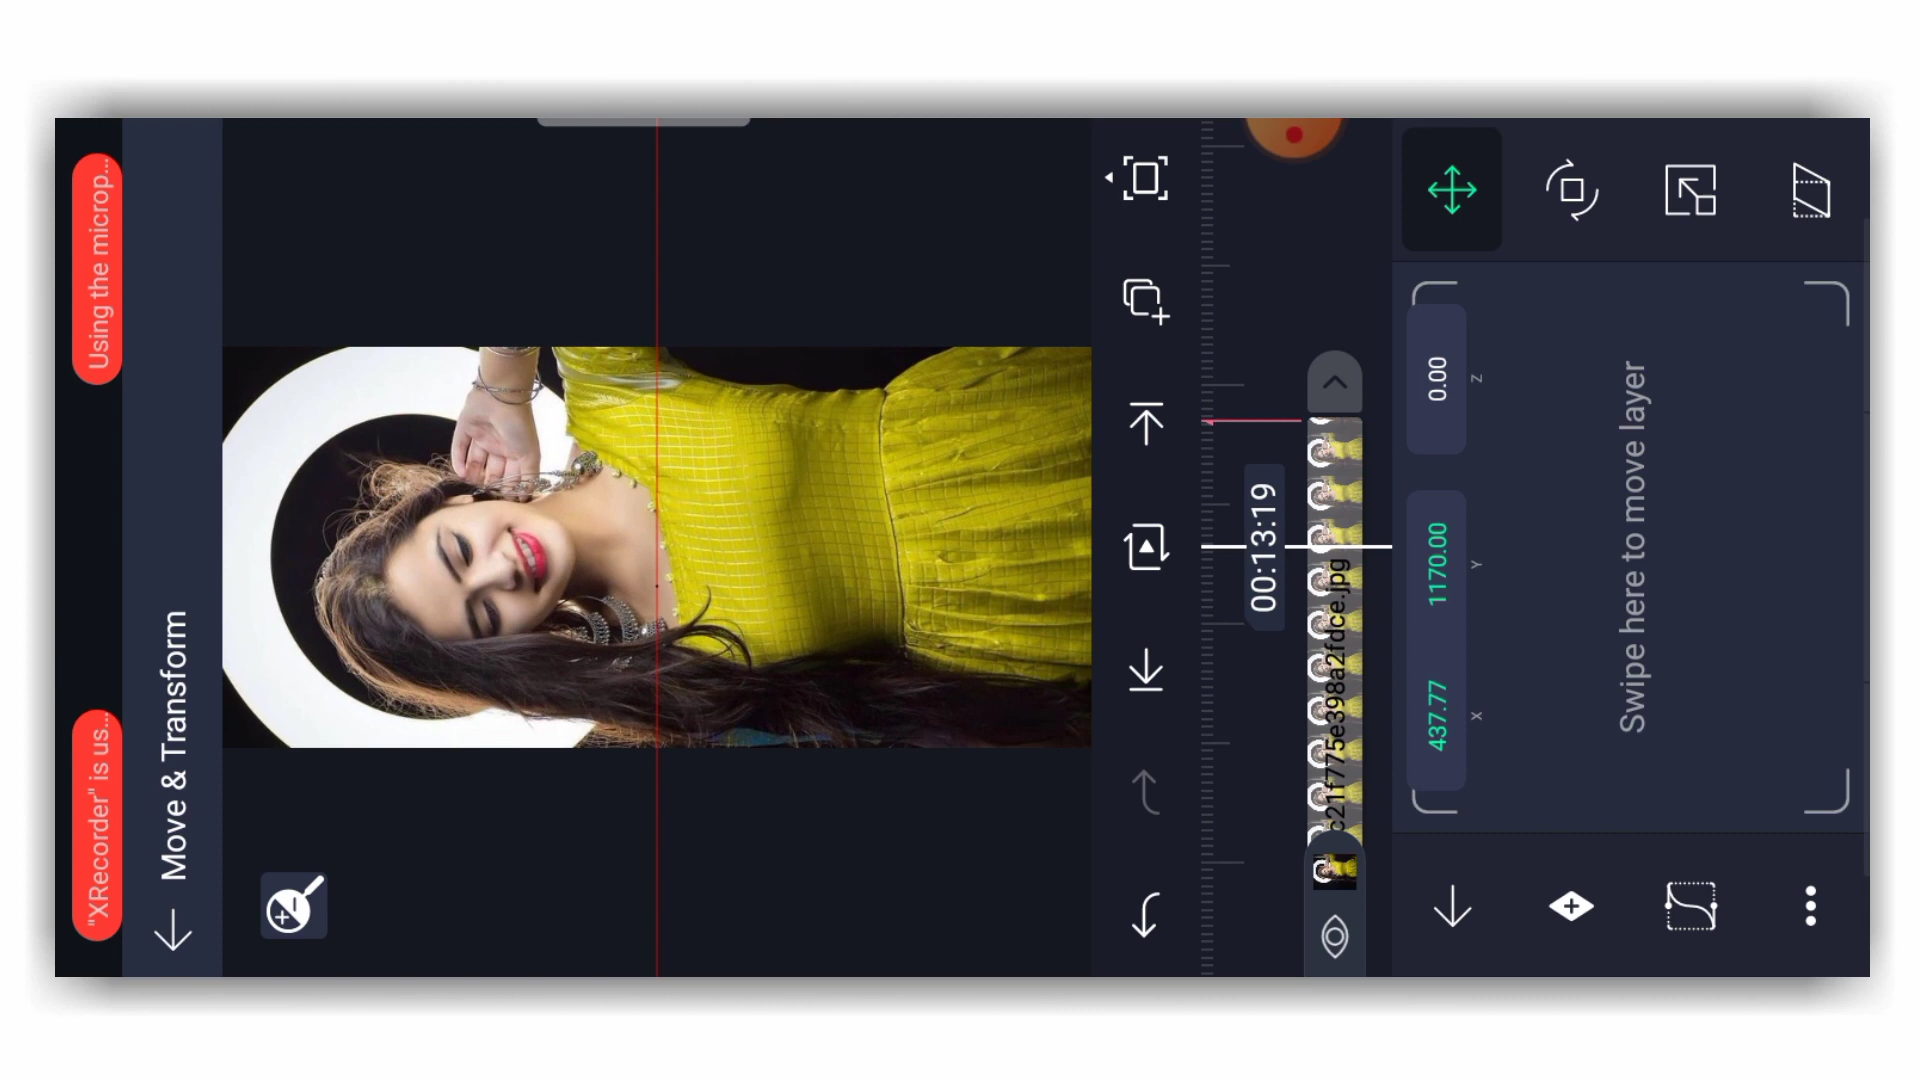 "XRecorder" is us...
Using the microp...
Move & Transform
00:13:19
c21f775e398a2fdce.jpg
437.77
1170.00
0.00
X
Y
Z
Swipe here to move layer